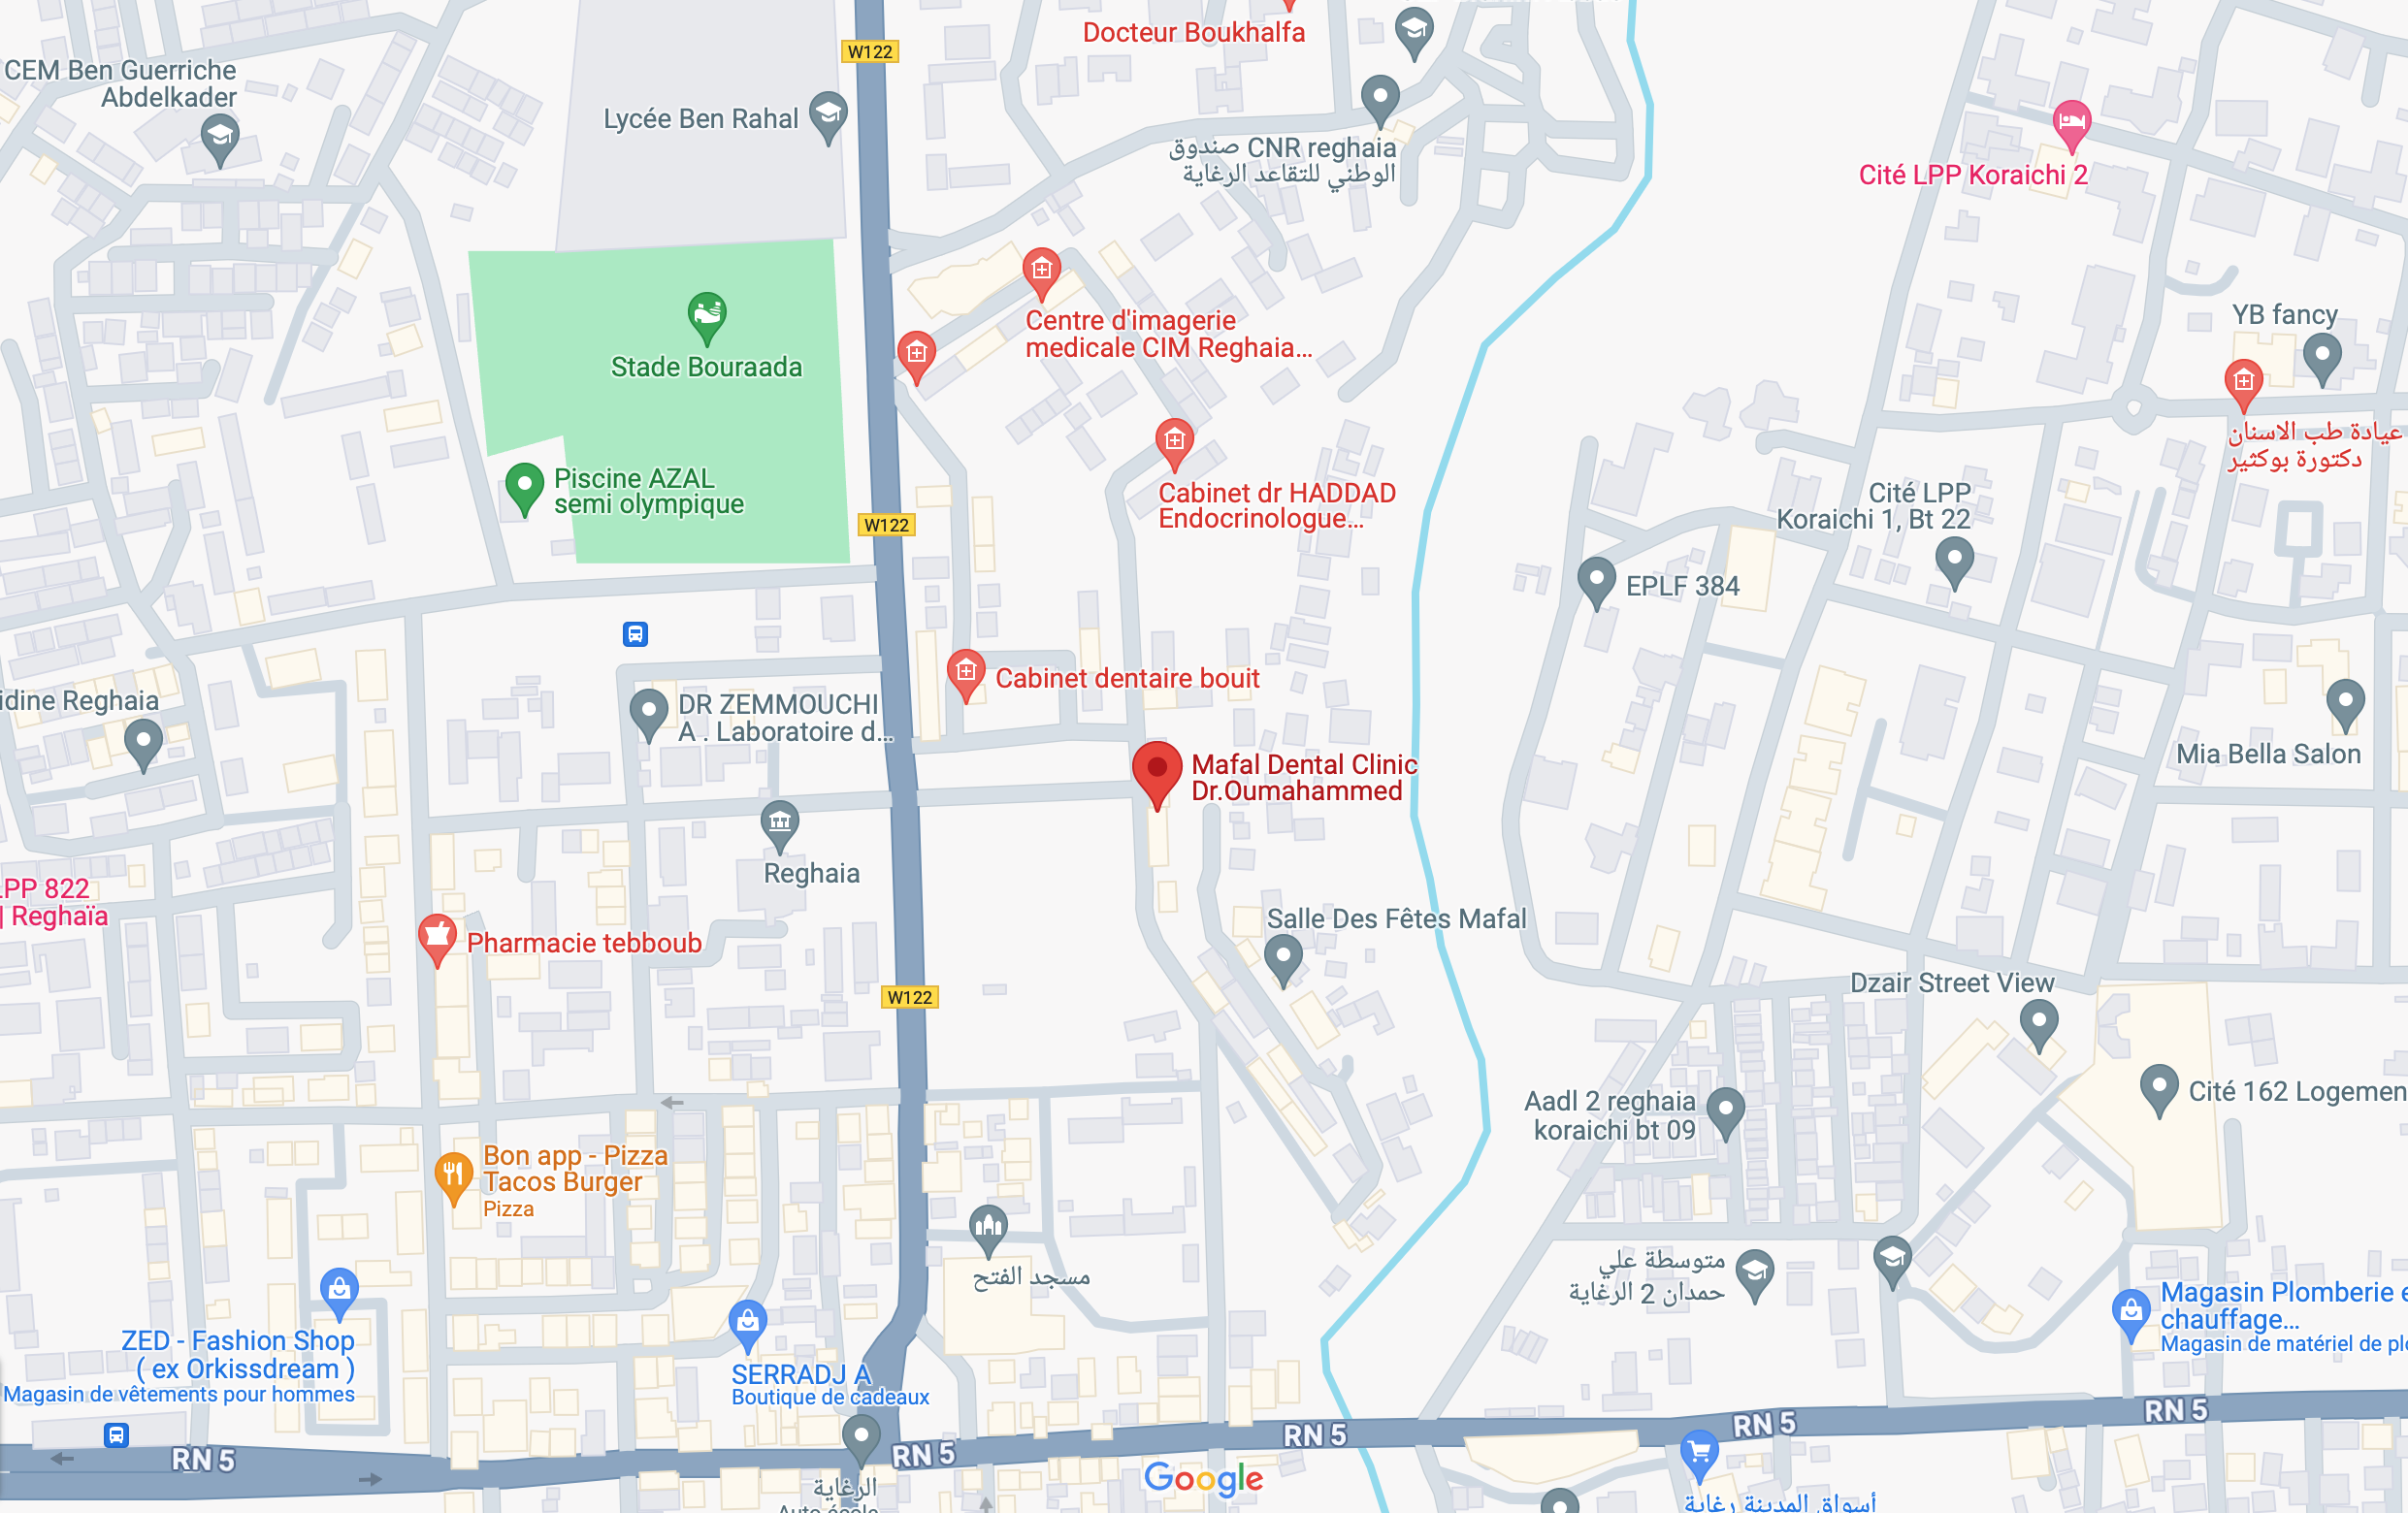 W122
Docteur Boukhalfa
CEM Ben Guerriche
Abdelkader
Lycée Ben Rahal
CNR reghaia صندوق
الوطني للتقاعد الرغاية
Cité LPP Koraichi 2
Centre d'imagerie
medicale CIM Reghaia...
YB fancy
Stade Bouraada
عيادة طب الاسنان
دكتورة بوكثير
Piscine AZAL
semi olympique
Cabinet dr HADDAD
Endocrinologue...
Cité LPP
Koraichi 1, Bt 22
W122
EPLF 384
Cabinet dentaire bouit
idine Reghaia
DR ZEMMOUCHI
A . Laboratoire d...
Mia Bella Salon
Mafal Dental Clinic
Dr.Oumahammed
Reghaia
LPP 822
| Reghaïa
Pharmacie tebboub
Salle Des Fêtes Mafal
W122
Dzair Street View
Cité 162 Logemen
Aadl 2 reghaia
koraichi bt 09
Bon app - Pizza
Tacos Burger
Pizza
مسجد الفتح
متوسطة علي
حمدان 2 الرغاية
Magasin Plomberie e
chauffage...
Magasin de matériel de plo
ZED - Fashion Shop
( ex Orkissdream )
Magasin de vêtements pour hommes
SERRADJ A
Boutique de cadeaux
RN 5
RN 5
RN 5
RN 5
RN 5
Google
الرغاية
Auto école
أسواق المدينة رغاية